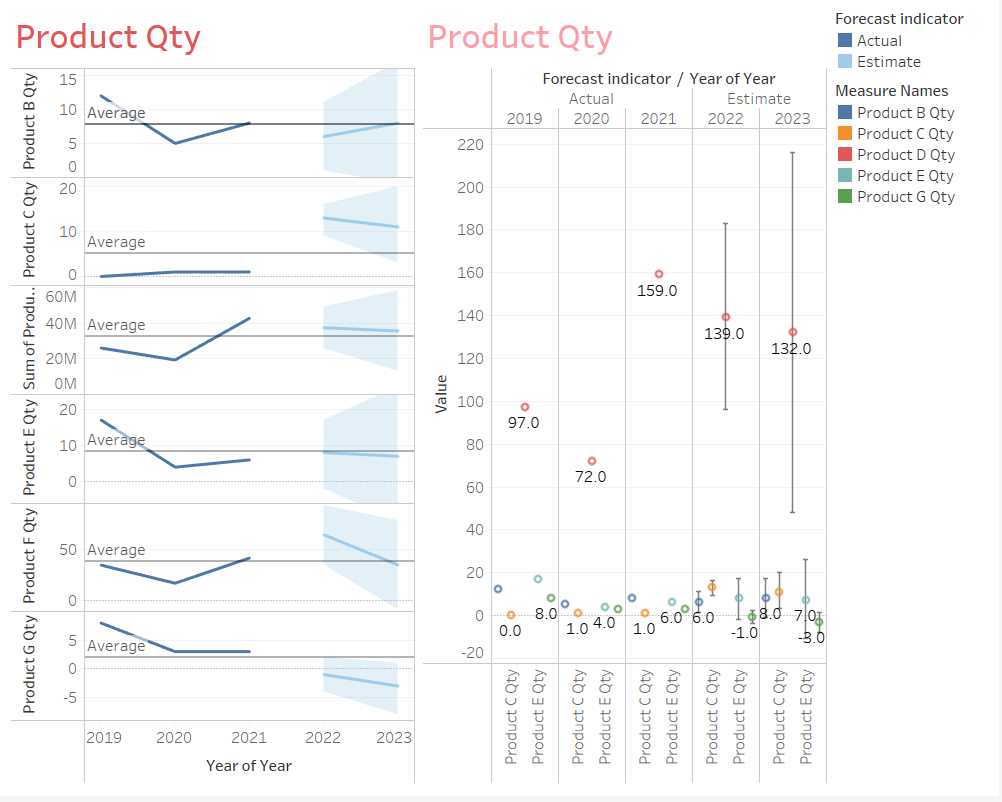 Product Qty
Product B Qty
15
10
5
0
Average
Product C Qty
20
10
0
Average
Sum of Produ..
60M
40M
20M
0M
Average
Product E Qty
20
10
0
Average
Product F Qty
50
0
Average
Product G Qty
5
0
-5
Average
2019 2020 2021 2022 2023
Year of Year
Product Qty
Forecast indicator / Year of Year
Actual Estimate
2019 2020 2021 2022 2023
Value
220
200
180
160
140
120
100
80
60
40
20
0
-20
97.0
72.0
159.0
139.0
132.0
0.0 8.0 1.0 4.0 1.0 6.0 6.0 -1.0 8.0 7.0 -3.0
Product C Qty
Product E Qty
Product C Qty
Product E Qty
Product C Qty
Product E Qty
Product C Qty
Product E Qty
Product C Qty
Product E Qty
Forecast indicator
Actual
Estimate
Measure Names
Product B Qty
Product C Qty
Product D Qty
Product E Qty
Product G Qty